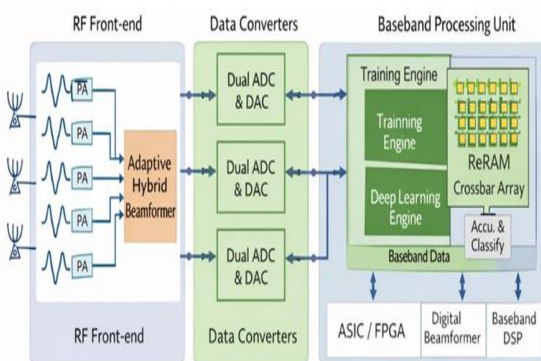 RF Front-end
Data Converters
Baseband Processing Unit
PA
PA
PA
PA
PA
Adaptive
Hybrid
Beamformer
Dual ADC
& DAC
Dual ADC
& DAC
Dual ADC
& DAC
Training Engine
Trainning
Engine
Deep Learning
Engine
ReRAM
Crossbar Array
Accu. &
Classify
Baseband Data
ASIC / FPGA
Digital
Beamformer
Baseband
DSP
RF Front-end
Data Converters